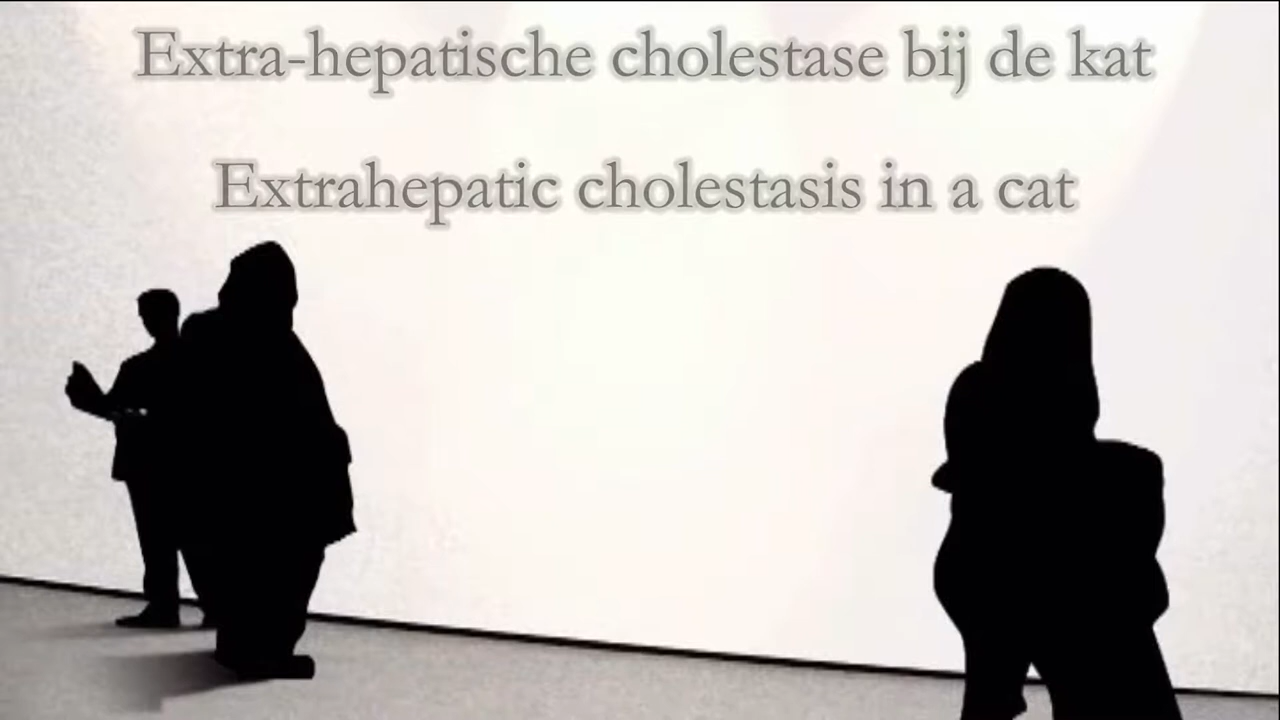 Extra-hepatische cholestase bij de kat
Extrahepatic cholestasis in a cat